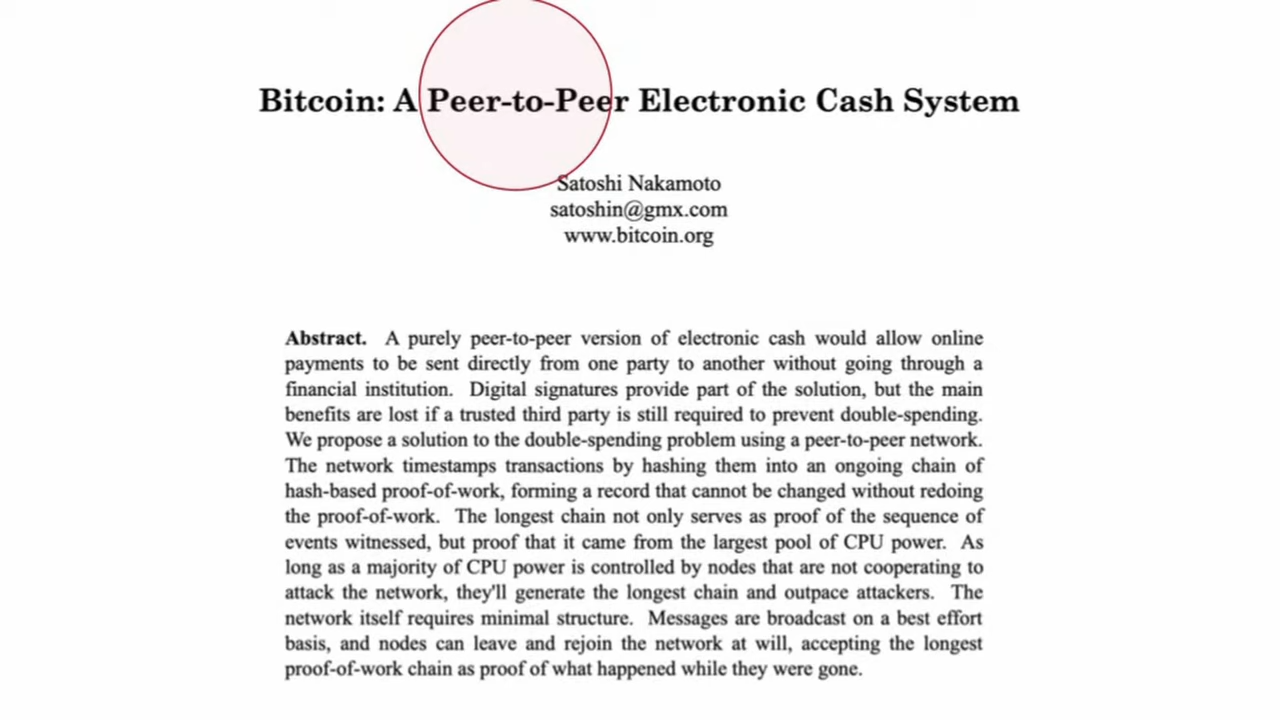 Bitcoin: A Peer-to-Peer Electronic Cash System
Satoshi Nakamoto
satoshin@gmx.com
www.bitcoin.org
Abstract. A purely peer-to-peer version of electronic cash would allow online
payments to be sent directly from one party to another without going through a
financial institution. Digital signatures provide part of the solution, but the main
benefits are lost if a trusted third party is still required to prevent double-spending.
We propose a solution to the double-spending problem using a peer-to-peer network.
The network timestamps transactions by hashing them into an ongoing chain of
hash-based proof-of-work, forming a record that cannot be changed without redoing
the proof-of-work. The longest chain not only serves as proof of the sequence of
events witnessed, but proof that it came from the largest pool of CPU power. As
long as a majority of CPU power is controlled by nodes that are not cooperating to
attack the network, they'll generate the longest chain and outpace attackers. The
network itself requires minimal structure. Messages are broadcast on a best effort
basis, and nodes can leave and rejoin the network at will, accepting the longest
proof-of-work chain as proof of what happened while they were gone.